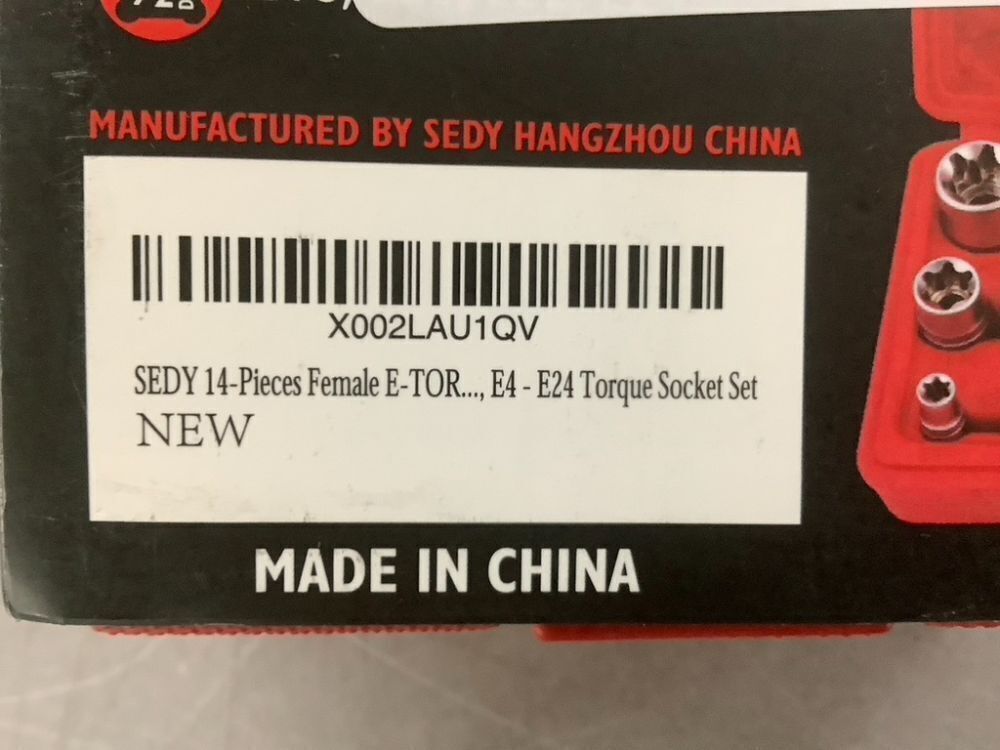 MANUFACTURED BY SEDY HANGZHOU CHINA
X002LAU1QV
SEDY 14-Pieces Female E-TOR..., E4 - E24 Torque Socket Set
NEW
MADE IN CHINA